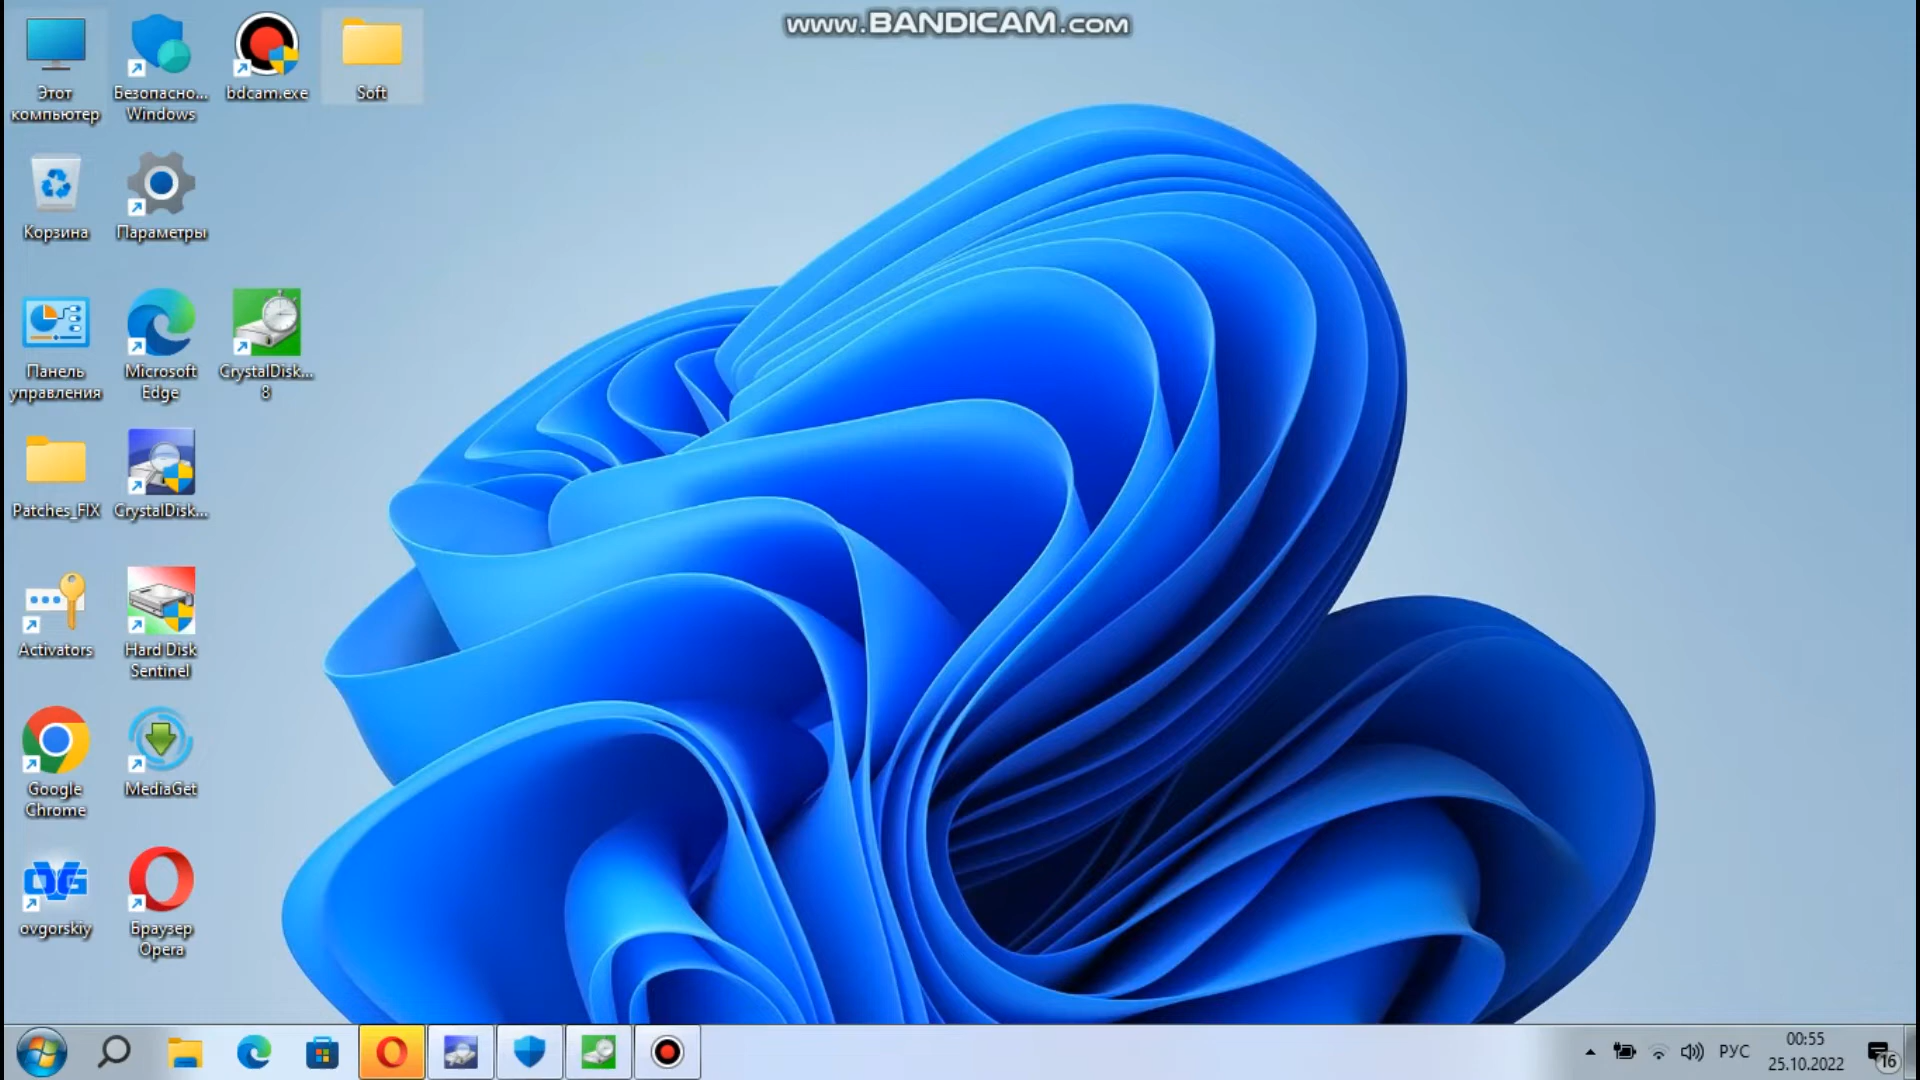 www.BANDICAM.com
Этот
компьютер
Безопасно...
Windows
bdcam.exe
Soft
Корзина
Параметры
Панель
управления
Microsoft
Edge
CrystalDisk...
8
Patches_FIX
CrystalDisk...
Activators
Hard Disk
Sentinel
Google
Chrome
MediaGet
OG
ovgorskiy
Браузер
Opera
РУС
00:55
25.10.2022
16